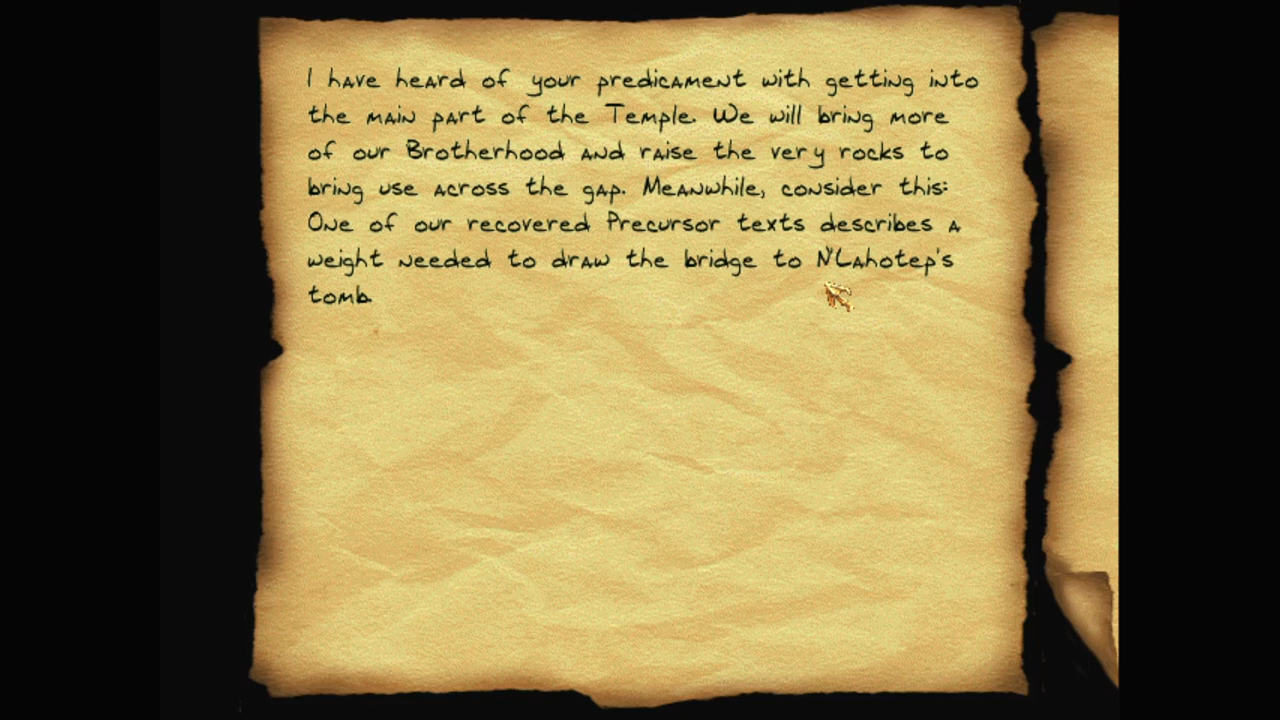 I have heard of your predicament with getting into
the main part of the Temple. We will bring more
of our Brotherhood and raise the very rocks to
bring use across the gap. Meanwhile, consider this:
One of our recovered Precursor texts describes a
weight needed to draw the bridge to N'Lahotep's
tomb.